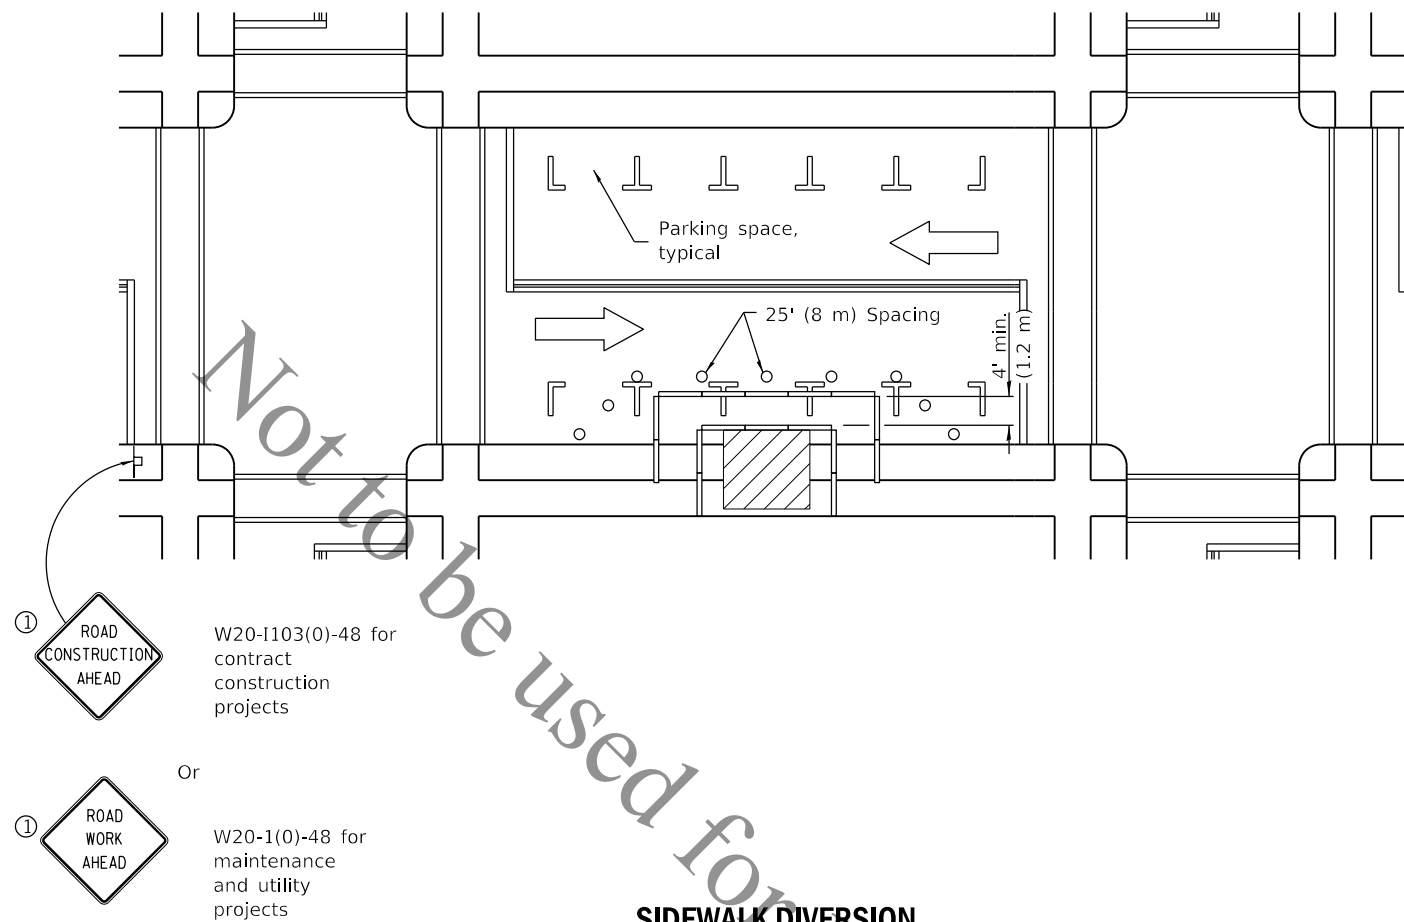 Parking space,
typical
25' (8 m) Spacing
4' min.
(1.2 m)
Not to be used for
①
ROAD
CONSTRUCTION
AHEAD
W20-I103(0)-48 for
contract
construction
projects
Or
①
ROAD
WORK
AHEAD
W20-1(0)-48 for
maintenance
and utility
projects
SIDEWALK DIVERSION